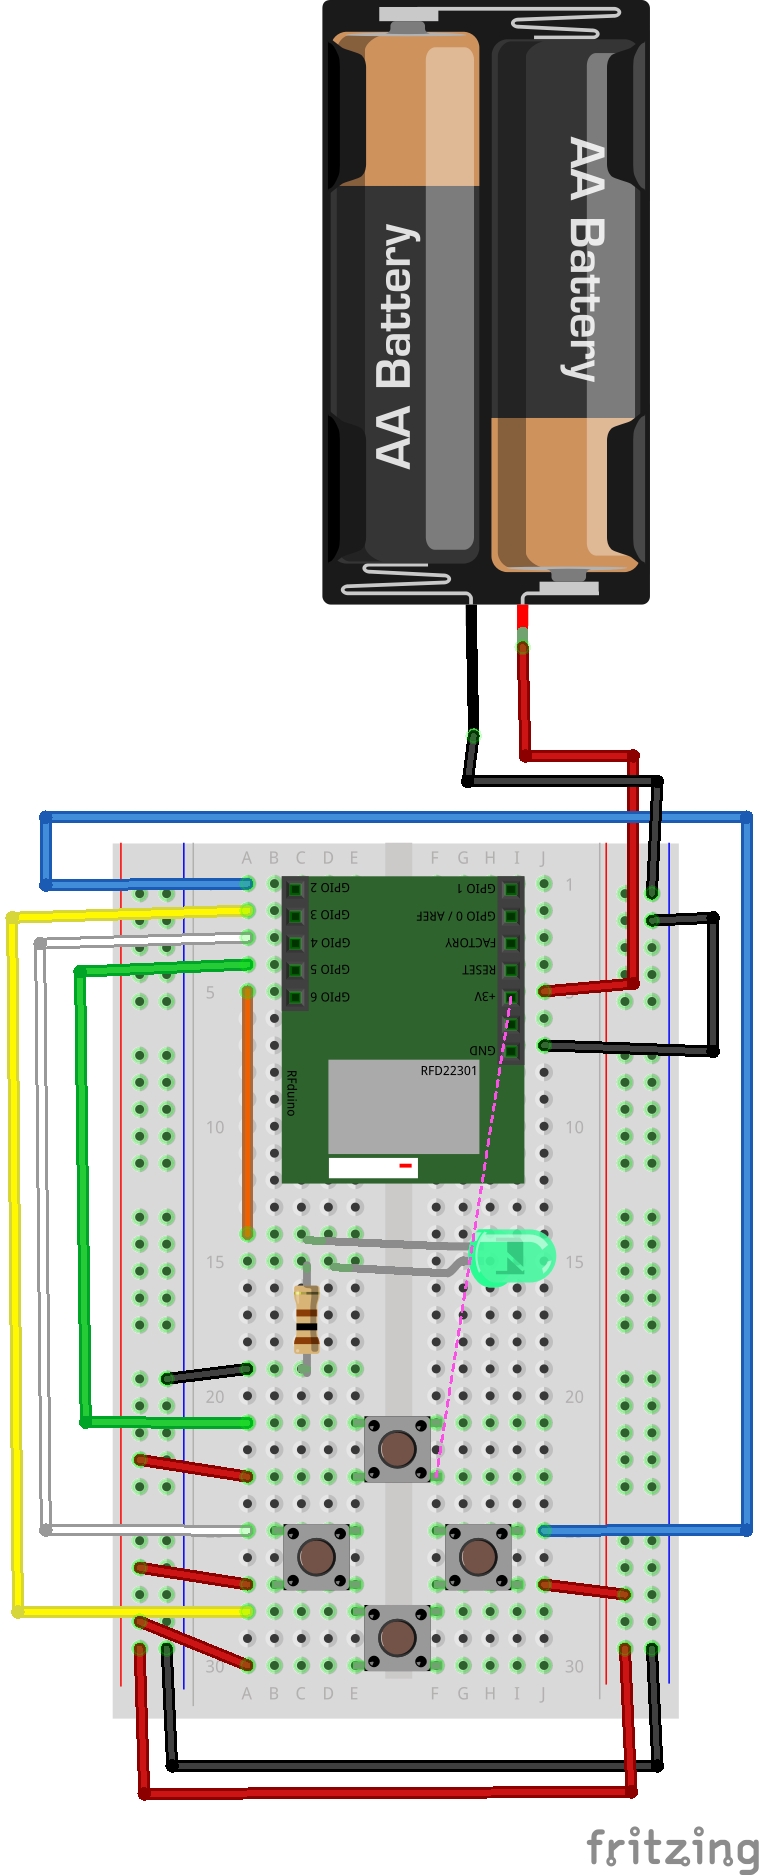 AA Battery
AA Battery
A B C D E F G H I J
1
GPIO 2 GPIO 1
GPIO 3 GPIO 0 / AREF
GPIO 4 FACTORY
GPIO 5 RESET
5 GPIO 6 +3V
GND
RFduino RFD22301
10 10
15 15
20 20
30 30
A B C D E F G H I J
fritzing